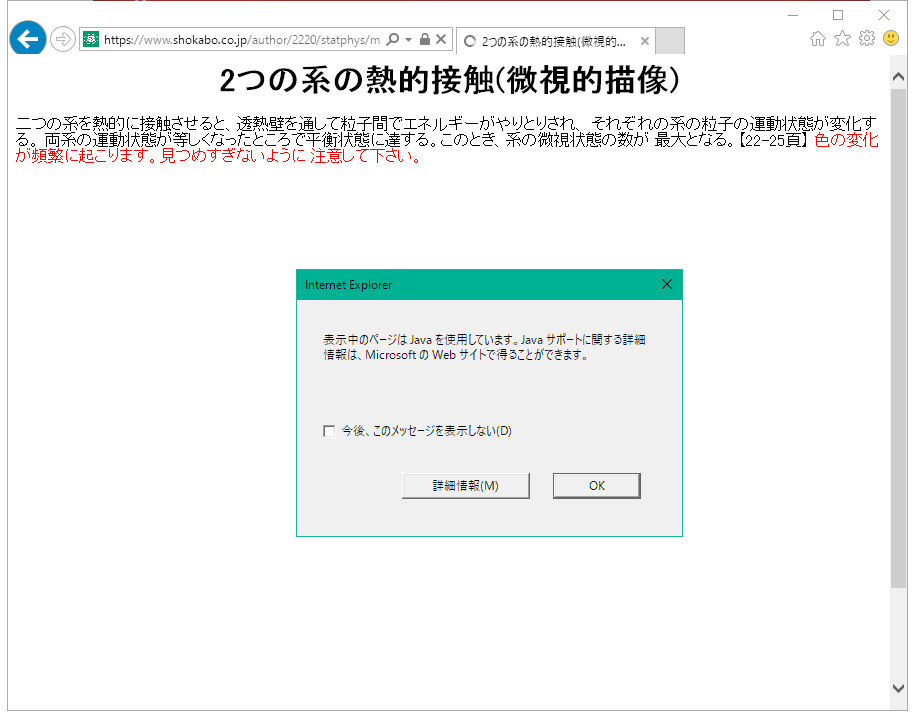 https://www.shokabo.co.jp/author/2220/statphys/m
2つの系の熱的接触(微視的...
2つの系の熱的接触(微視的描像)
二つの系を熱的に接触させると、透熱壁を通して粒子間でエネルギーがやりとりされ、 それぞれの系の粒子の運動状態が変化す
る。 両系の運動状態が等しくなったところで平衡状態に達する。このとき、系の微視状態の数が 最大となる。【22-25頁】 色の変化
が頻繁に起こります。見つめすぎないように 注意して下さい。
Internet Explorer
表示中のページは Java を使用しています。Java サポートに関する詳細
情報は、Microsoft の Web サイトで得ることができます。
今後、このメッセージを表示しない(D)
詳細情報(M)
OK